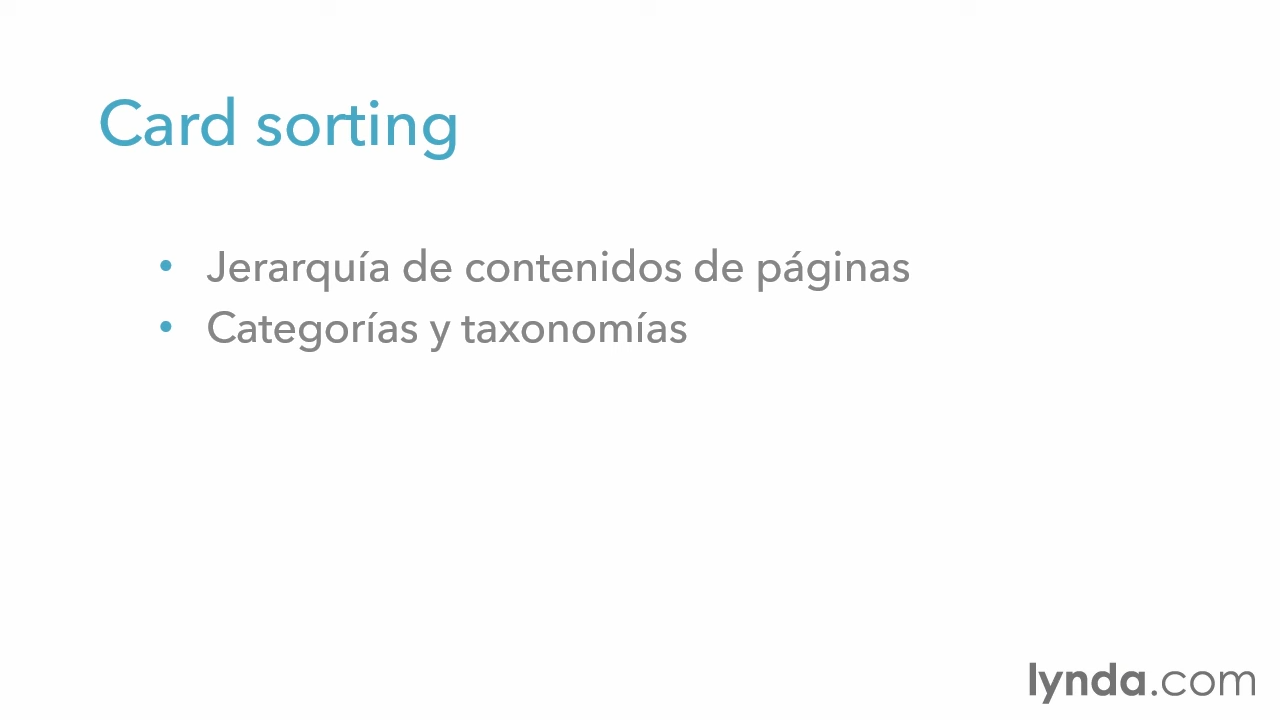 Card sorting
• Jerarquía de contenidos de páginas
• Categorías y taxonomías
lynda.com